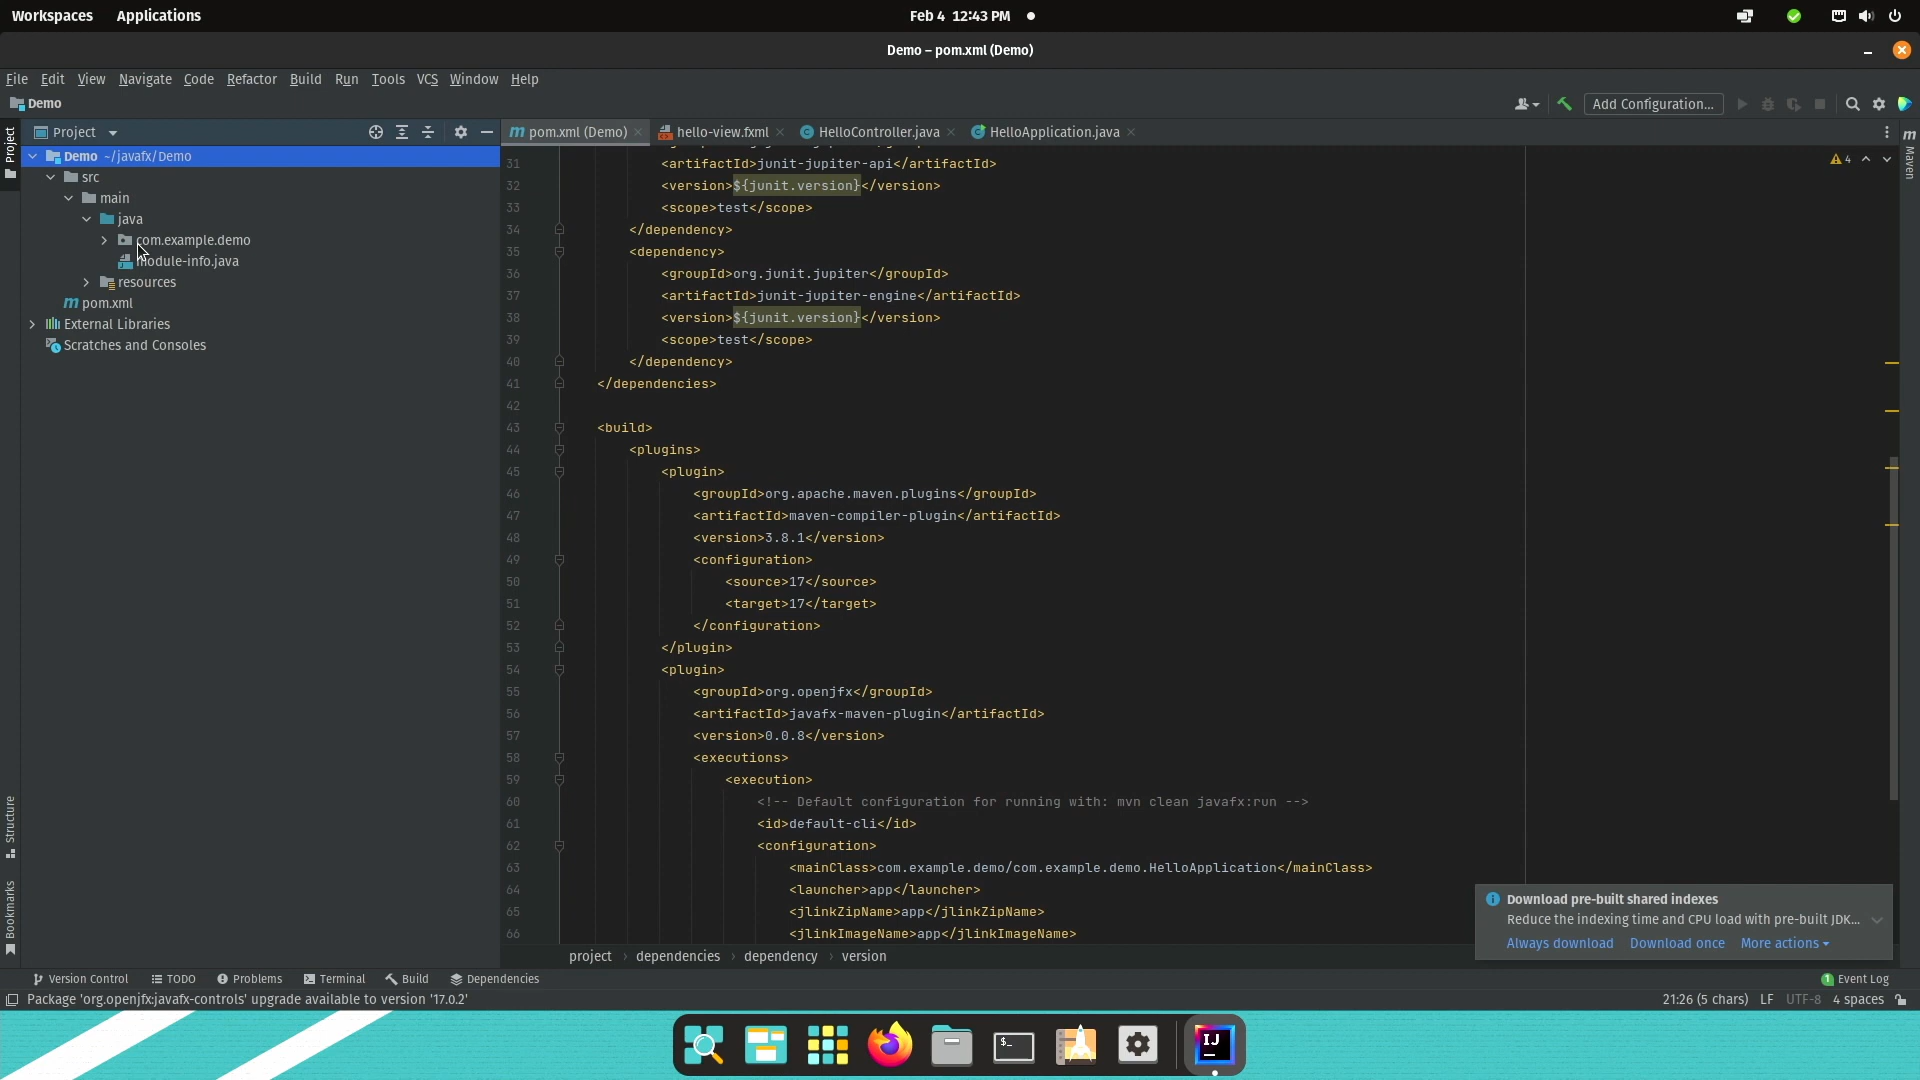 Workspaces Applications Feb 4 12:43 PM
Demo – pom.xml (Demo)
File Edit View Navigate Code Refactor Build Run Tools VCS Window Help
Demo Add Configuration...
Project pom.xml (Demo) hello-view.fxml HelloController.java HelloApplication.java
Project
Maven
Demo ~/javafx/Demo
src
main
java
com.example.demo
module-info.java
resources
pom.xml
External Libraries
Scratches and Consoles
4
31 <artifactId>junit-jupiter-api</artifactId>
32 <version>${junit.version}</version>
33 <scope>test</scope>
34 </dependency>
35 <dependency>
36 <groupId>org.junit.jupiter</groupId>
37 <artifactId>junit-jupiter-engine</artifactId>
38 <version>${junit.version}</version>
39 <scope>test</scope>
40 </dependency>
41 </dependencies>
42
43 <build>
44 <plugins>
45 <plugin>
46 <groupId>org.apache.maven.plugins</groupId>
47 <artifactId>maven-compiler-plugin</artifactId>
48 <version>3.8.1</version>
49 <configuration>
50 <source>17</source>
51 <target>17</target>
52 </configuration>
53 </plugin>
54 <plugin>
55 <groupId>org.openjfx</groupId>
56 <artifactId>javafx-maven-plugin</artifactId>
57 <version>0.0.8</version>
58 <executions>
59 <execution>
60 <!-- Default configuration for running with: mvn clean javafx:run -->
61 <id>default-cli</id>
62 <configuration>
63 <mainClass>com.example.demo/com.example.demo.HelloApplication</mainClass>
64 <launcher>app</launcher>
65 <jlinkZipName>app</jlinkZipName>
66 <jlinkImageName>app</jlinkImageName>
Structure
Bookmarks
Download pre-built shared indexes
Reduce the indexing time and CPU load with pre-built JDK...
Always download Download once More actions
project › dependencies › dependency › version
Version Control TODO Problems Terminal Build Dependencies 1 Event Log
Package 'org.openjfx:javafx-controls' upgrade available to version '17.0.2' 21:26 (5 chars) LF UTF-8 4 spaces
$_
IJ